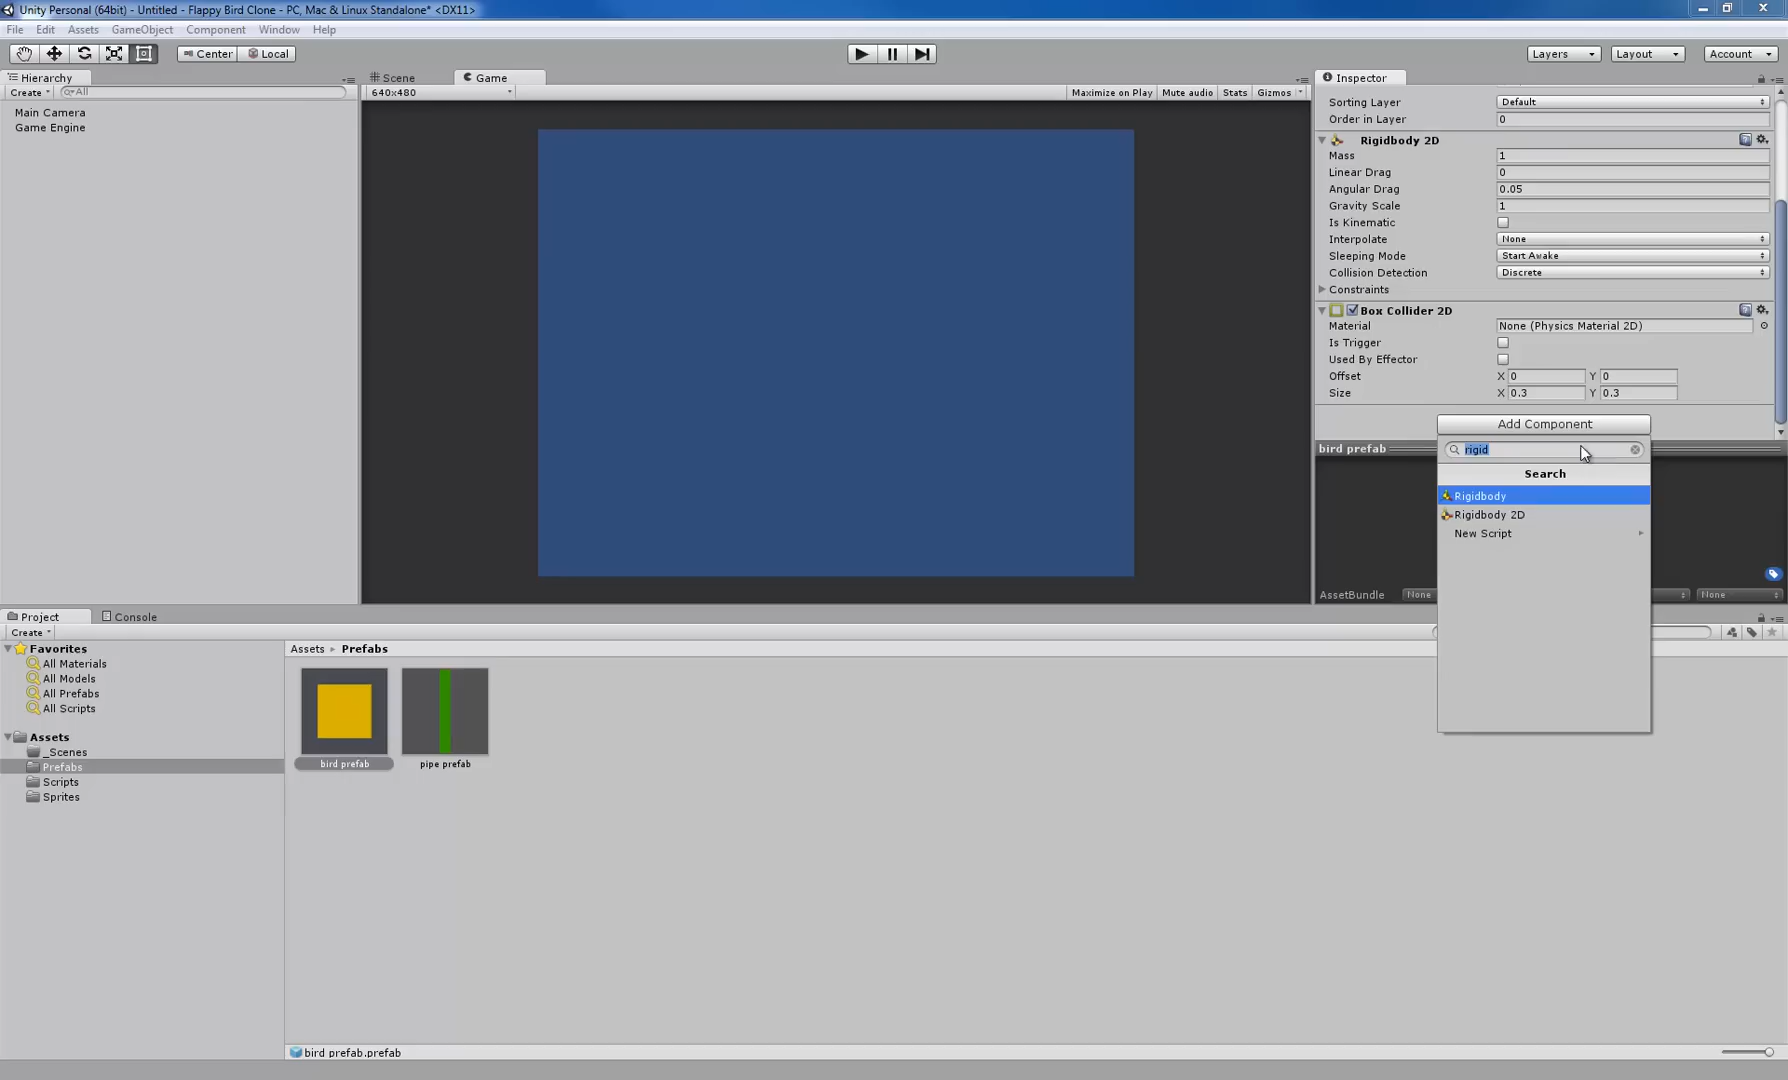 Unity Personal (64bit) - Untitled - Flappy Bird Clone - PC, Mac & Linux Standalone* <DX11>
File Edit Assets GameObject Component Window Help
Center Local
Layers Layout Account
Hierarchy
Create All
Main Camera
Game Engine
Scene Game
640x480 Maximize on Play Mute audio Stats Gizmos
Inspector
Sorting Layer Default
Order in Layer 0
Rigidbody 2D
Mass 1
Linear Drag 0
Angular Drag 0.05
Gravity Scale 1
Is Kinematic
Interpolate None
Sleeping Mode Start Awake
Collision Detection Discrete
Constraints
Box Collider 2D
Material None (Physics Material 2D)
Is Trigger
Used By Effector
Offset X 0 Y 0
Size X 0.3 Y 0.3
Add Component
bird prefab
rigid
Search
Rigidbody
Rigidbody 2D
New Script
AssetBundle None None
Project Console
Create
Favorites
All Materials
All Models
All Prefabs
All Scripts
Assets
_Scenes
Prefabs
Scripts
Sprites
Assets Prefabs
bird prefab pipe prefab
bird prefab.prefab